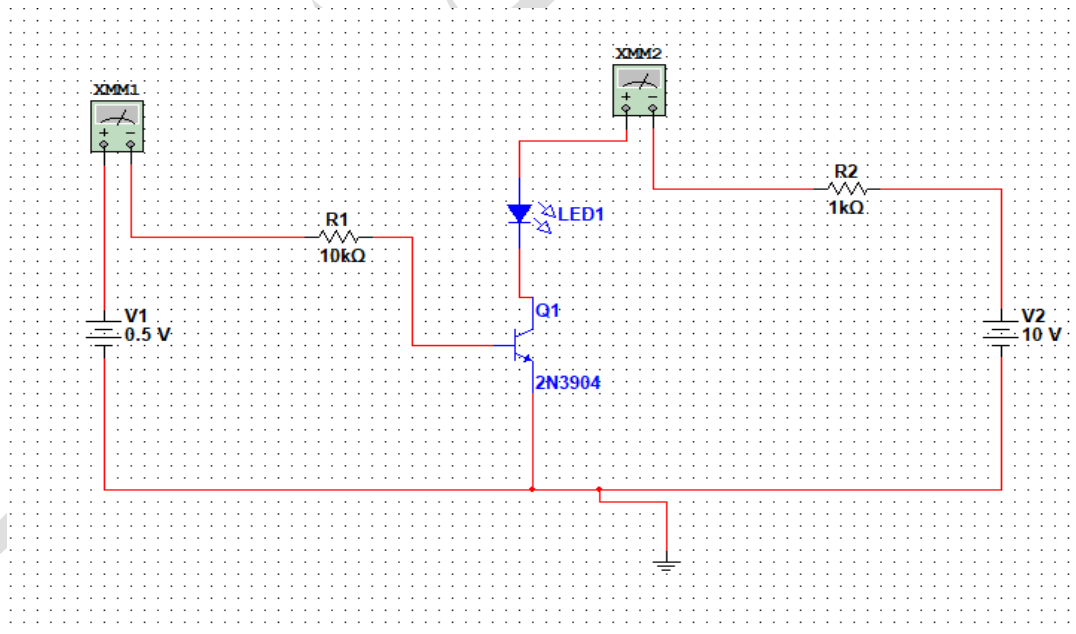 XMM2
+ −
XMM1
+ −
R2
1kΩ
LED1
R1
10kΩ
Q1
V1
0.5 V
V2
10 V
2N3904